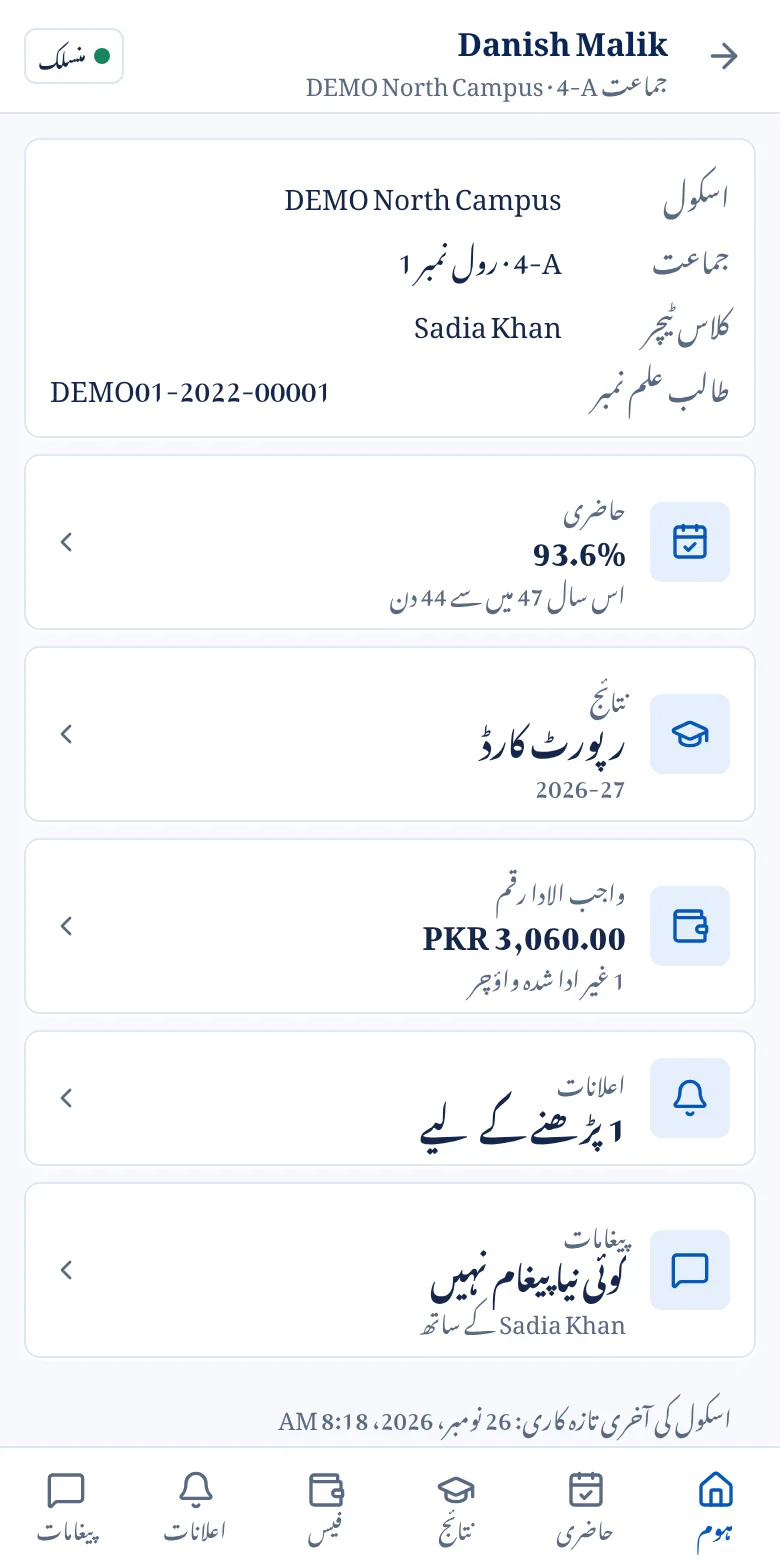 Danish Malik
جماعت 4-A · DEMO North Campus
منسلک
اسکول DEMO North Campus
جماعت 4-A · رول نمبر 1
کلاس ٹیچر Sadia Khan
طالب علم نمبر DEMO01-2022-00001
حاضری
93.6%
اس سال 47 میں سے 44 دن
نتائج
رپورٹ کارڈ
2026-27
واجب الادا رقم
PKR 3,060.00
1 غیر ادا شدہ واؤچر
اعلانات
1 پڑھنے کے لیے
پیغامات
کوئی نیا پیغام نہیں
Sadia Khan کے ساتھ
اسکول کی آخری تازہ کاری: 26 نومبر، 2026، 8:18 AM
ہوم
حاضری
نتائج
فیس
اعلانات
پیغامات